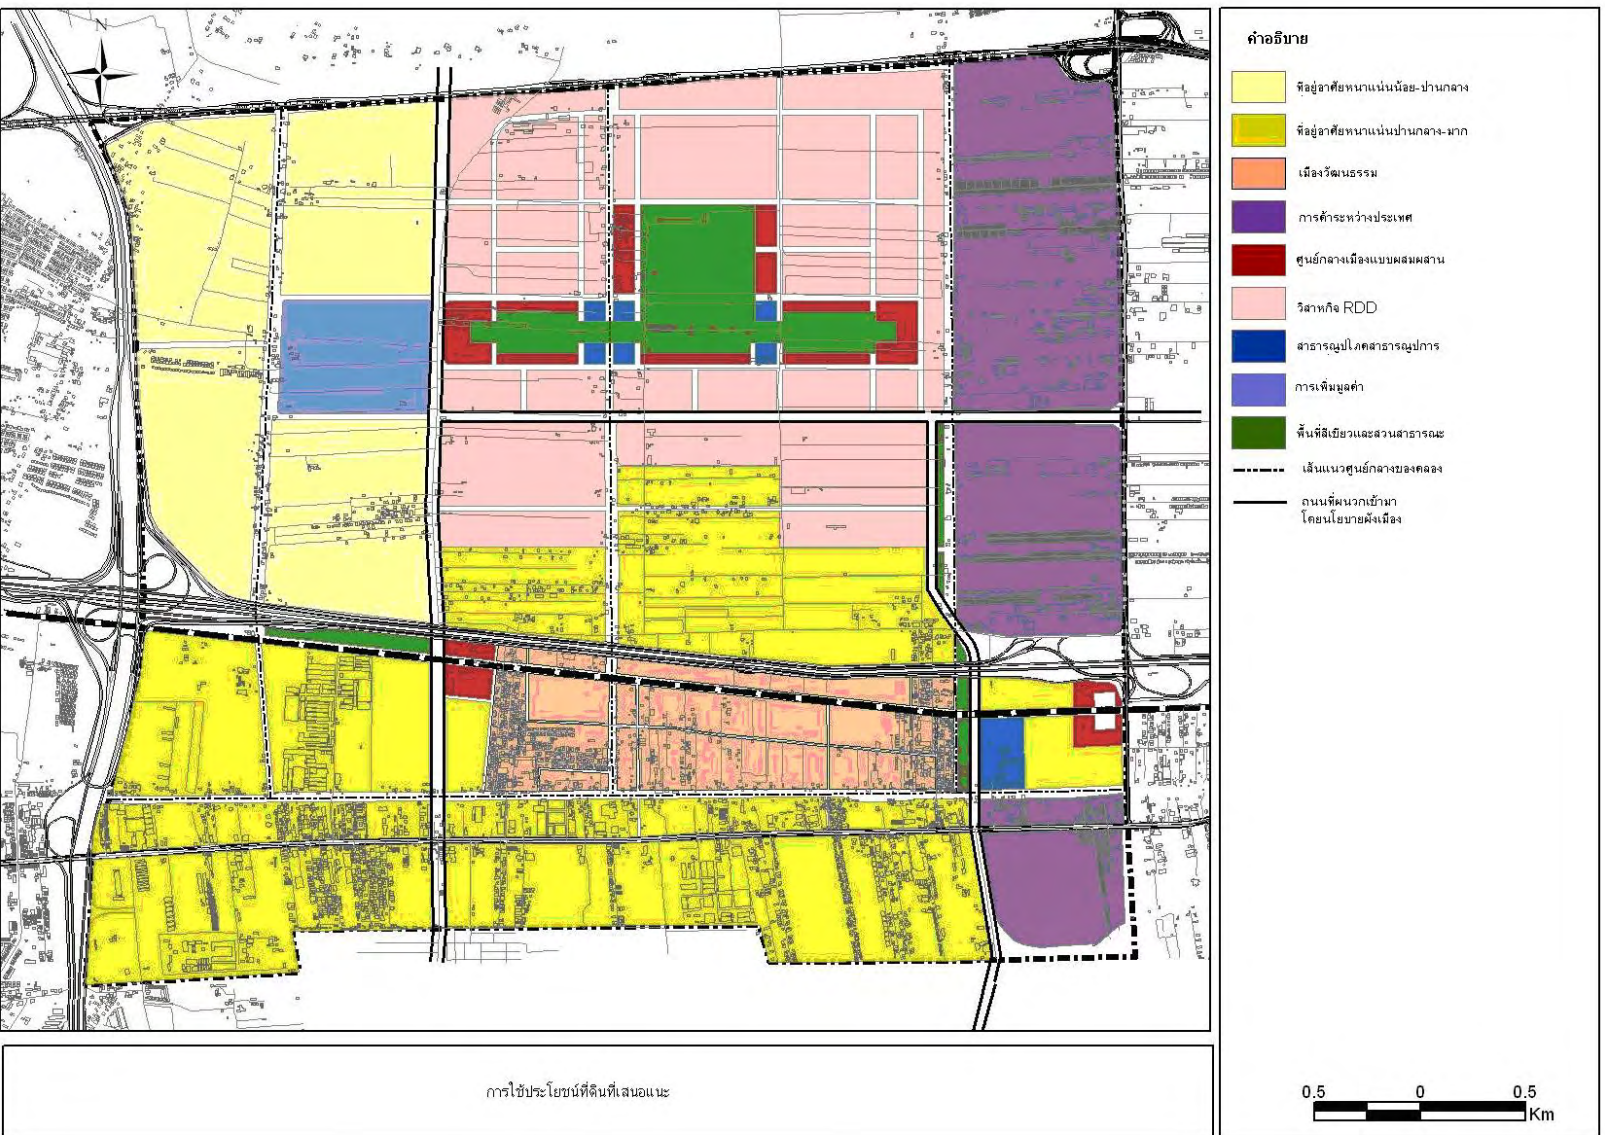 N
คำอธิบาย
ที่อยู่อาศัยหนาแน่นน้อย-ปานกลาง
ที่อยู่อาศัยหนาแน่นปานกลาง-มาก
เมืองวัฒนธรรม
การค้าระหว่างประเทศ
ศูนย์กลางเมืองแบบผสมผสาน
วิสาหกิจ RDD
สาธารณูปโภคสาธารณูปการ
การเพิ่มมูลค่า
พื้นที่สีเขียวและสวนสาธารณะ
เส้นแนวศูนย์กลางของคลอง
ถนนที่ผนวกเข้ามา
โดยนโยบายผังเมือง
การใช้ประโยชน์ที่ดินที่เสนอแนะ
0.5 0 0.5
Km